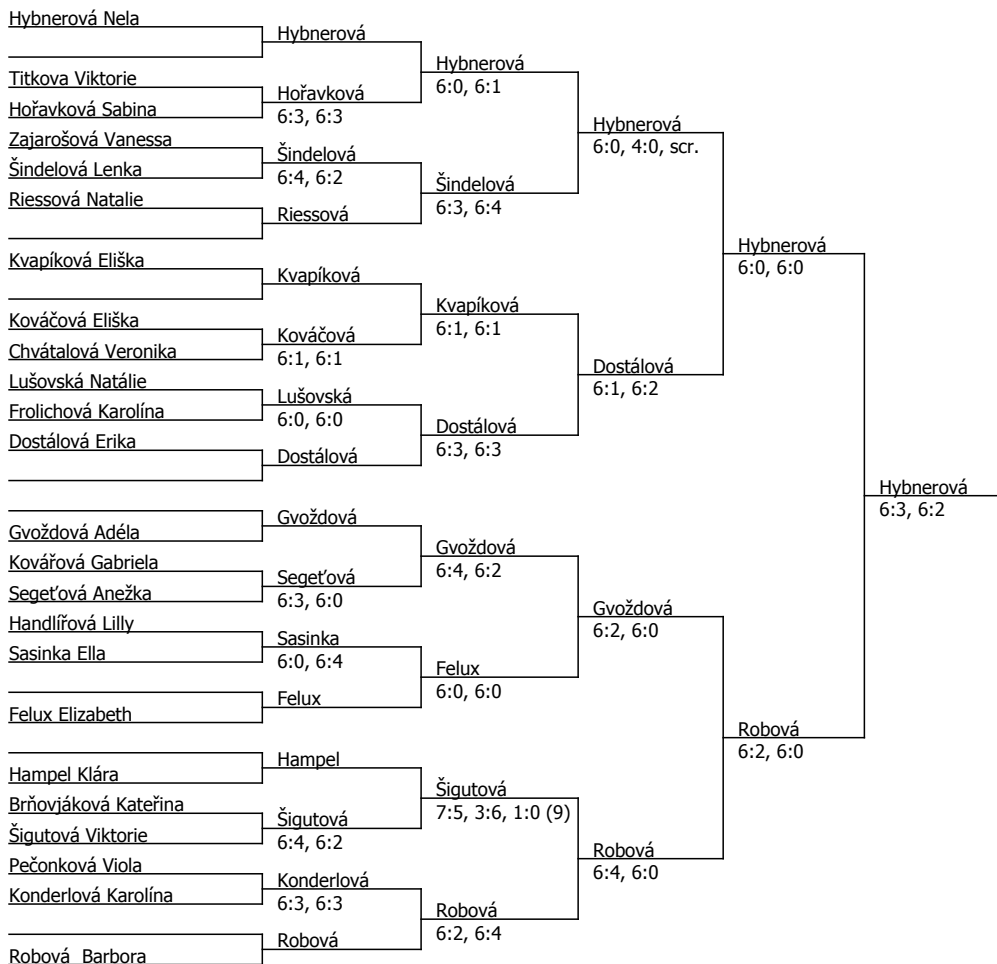 Hybnerová Nela
Titkova Viktorie
Hořavková Sabina
Zajarošová Vanessa
Šindelová Lenka
Riessová Natalie
Kvapíková Eliška
Kováčová Eliška
Chvátalová Veronika
Lušovská Natálie
Frolichová Karolína
Dostálová Erika
Gvoždová Adéla
Kovářová Gabriela
Segeťová Anežka
Handlířová Lilly
Sasinka Ella
Felux Elizabeth
Hampel Klára
Brňovjáková Kateřina
Šigutová Viktorie
Pečonková Viola
Konderlová Karolína
Robová  Barbora
Hybnerová
Hořavková
6:3, 6:3
Šindelová
6:4, 6:2
Riessová
Kvapíková
Kováčová
6:1, 6:1
Lušovská
6:0, 6:0
Dostálová
Gvoždová
Segeťová
6:3, 6:0
Sasinka
6:0, 6:4
Felux
Hampel
Šigutová
6:4, 6:2
Konderlová
6:3, 6:3
Robová
Hybnerová
6:0, 6:1
Šindelová
6:3, 6:4
Kvapíková
6:1, 6:1
Dostálová
6:3, 6:3
Gvoždová
6:4, 6:2
Felux
6:0, 6:0
Šigutová
7:5, 3:6, 1:0 (9)
Robová
6:2, 6:4
Hybnerová
6:0, 4:0, scr.
Dostálová
6:1, 6:2
Gvoždová
6:2, 6:0
Robová
6:4, 6:0
Hybnerová
6:0, 6:0
Robová
6:2, 6:0
Hybnerová
6:3, 6:2